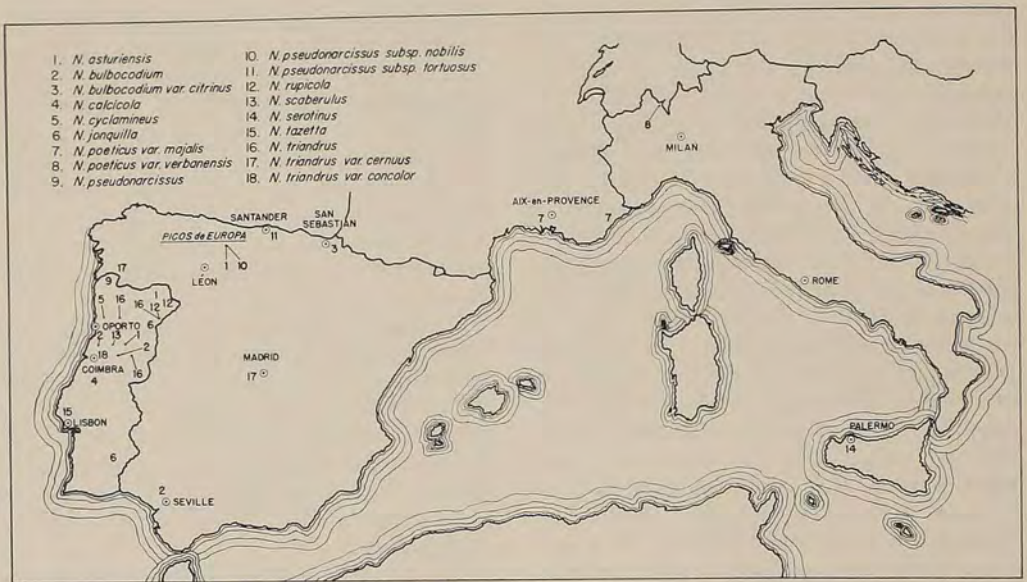 1. N. asturiensis
2. N. bulbocodium
3. N. bulbocodium var. citrinus
4. N. calcicola
5. N. cyclamineus
6. N. jonquilla
7. N. poeticus var. majalis
8. N. poeticus var. verbanensis
9. N. pseudonarcissus
10. N. pseudonarcissus subsp. nobilis
11. N. pseudonarcissus subsp. tortuosus
12. N. rupicola
13. N. scaberulus
14. N. serotinus
15. N. tazetta
16. N. triandrus
17. N. triandrus var. cernuus
18. N. triandrus var. concolor
8
MILAN
AIX-en-PROVENCE
7 7
SANTANDER
11
SAN
SEBASTIÁN
3
PICOS de EUROPA
1 10
LÉON
17
9
5 16 16 1
12 12
OPORTO 6
2 13 1
18 2
COIMBRA
4 16
MADRID
17
ROME
15
LISBON
6
PALERMO
14
2
SEVILLE